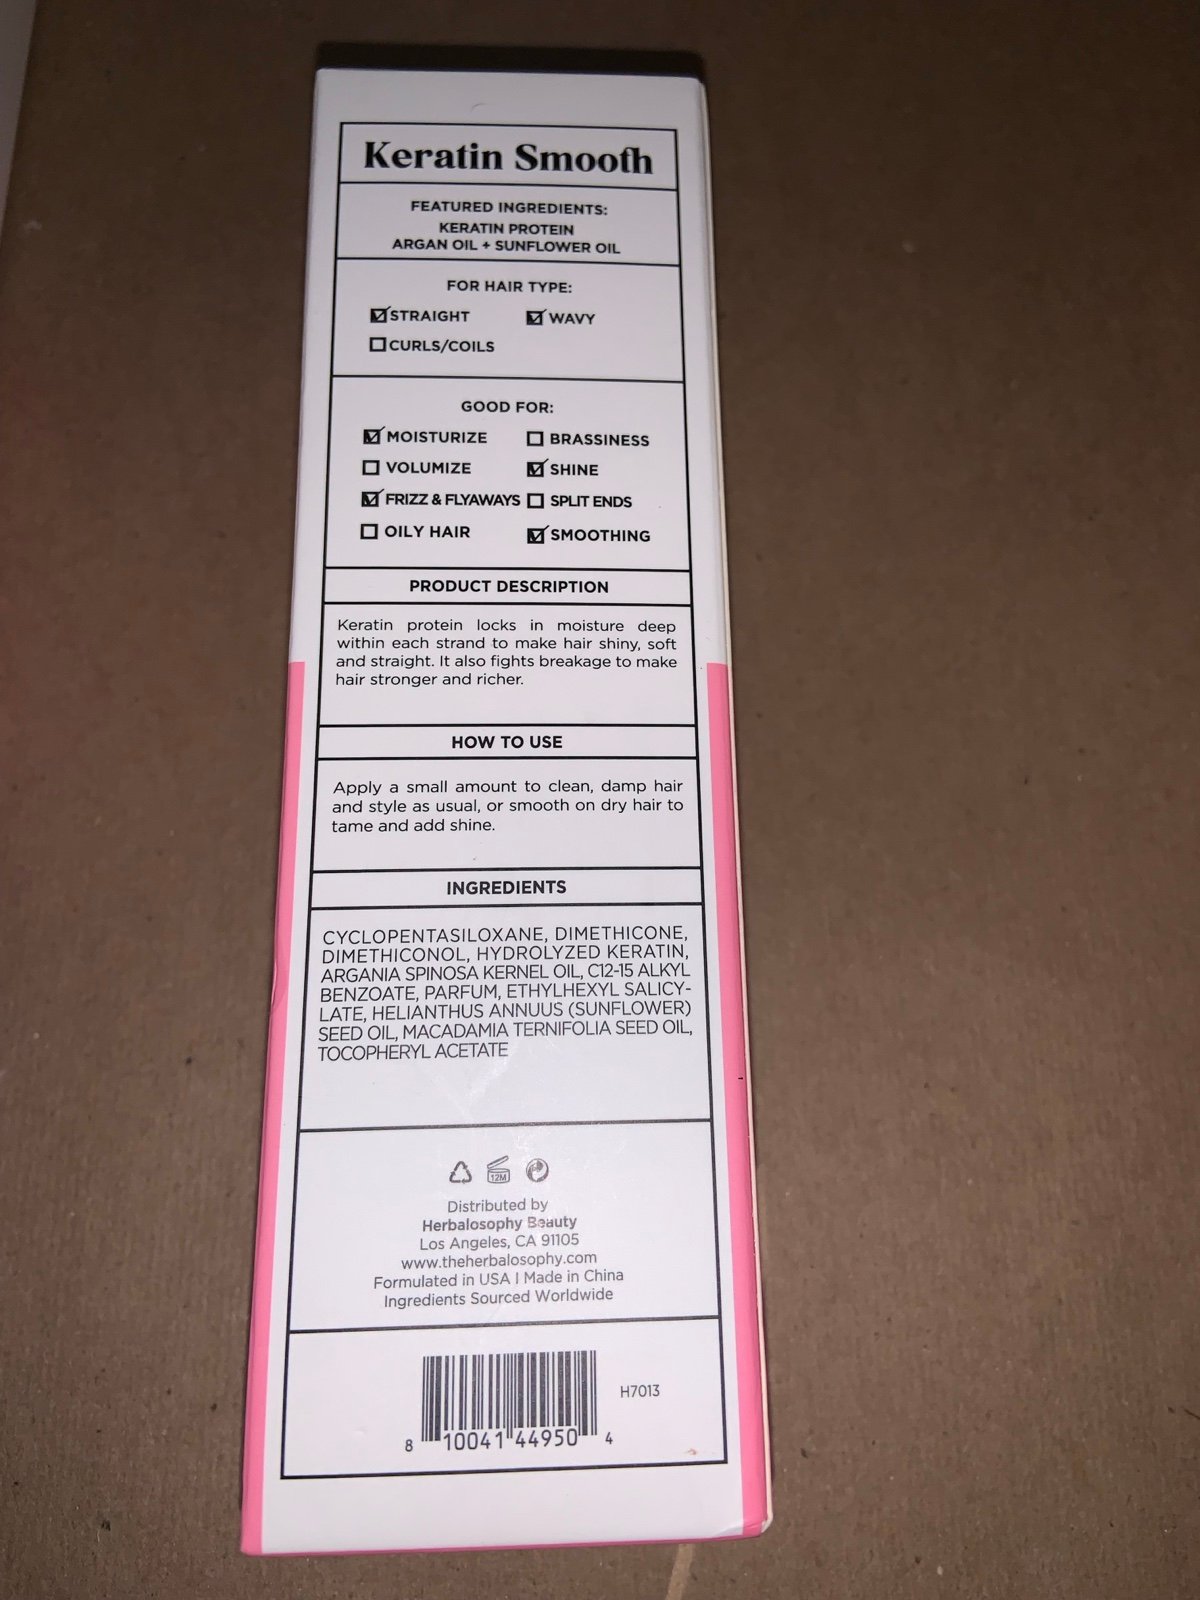 Keratin Smooth
FEATURED INGREDIENTS:
KERATIN PROTEIN
ARGAN OIL + SUNFLOWER OIL
FOR HAIR TYPE:
STRAIGHT WAVY
CURLS/COILS
GOOD FOR:
MOISTURIZE BRASSINESS
VOLUMIZE SHINE
FRIZZ & FLYAWAYS SPLIT ENDS
OILY HAIR SMOOTHING
PRODUCT DESCRIPTION
Keratin protein locks in moisture deep
within each strand to make hair shiny, soft
and straight. It also fights breakage to make
hair stronger and richer.
HOW TO USE
Apply a small amount to clean, damp hair
and style as usual, or smooth on dry hair to
tame and add shine.
INGREDIENTS
CYCLOPENTASILOXANE, DIMETHICONE,
DIMETHICONOL, HYDROLYZED KERATIN,
ARGANIA SPINOSA KERNEL OIL, C12-15 ALKYL
BENZOATE, PARFUM, ETHYLHEXYL SALICY-
LATE, HELIANTHUS ANNUUS (SUNFLOWER)
SEED OIL, MACADAMIA TERNIFOLIA SEED OIL,
TOCOPHERYL ACETATE
12M
Distributed by
Herbalosophy Beauty
Los Angeles, CA 91105
www.theherbalosophy.com
Formulated in USA | Made in China
Ingredients Sourced Worldwide
H7013
8 10041 44950 4